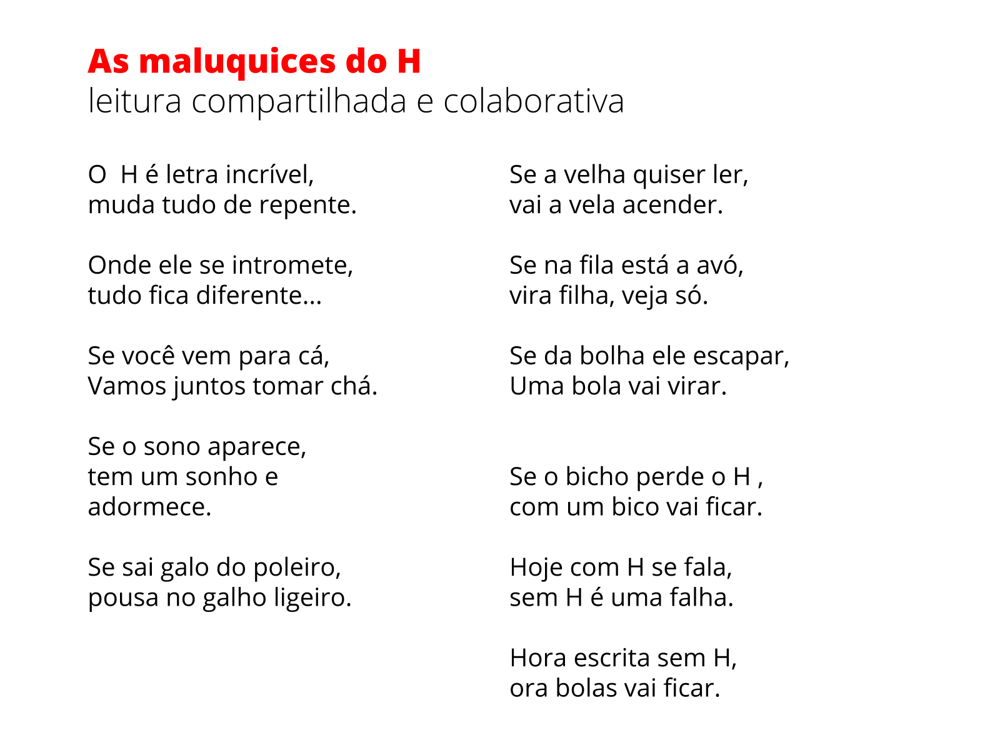 As maluquices do H
leitura compartilhada e colaborativa
O  H é letra incrível,
muda tudo de repente.
Onde ele se intromete,
tudo fica diferente...
Se você vem para cá,
Vamos juntos tomar chá.
Se o sono aparece,
tem um sonho e
adormece.
Se sai galo do poleiro,
pousa no galho ligeiro.
Se a velha quiser ler,
vai a vela acender.
Se na fila está a avó,
vira filha, veja só.
Se da bolha ele escapar,
Uma bola vai virar.
Se o bicho perde o H ,
com um bico vai ficar.
Hoje com H se fala,
sem H é uma falha.
Hora escrita sem H,
ora bolas vai ficar.